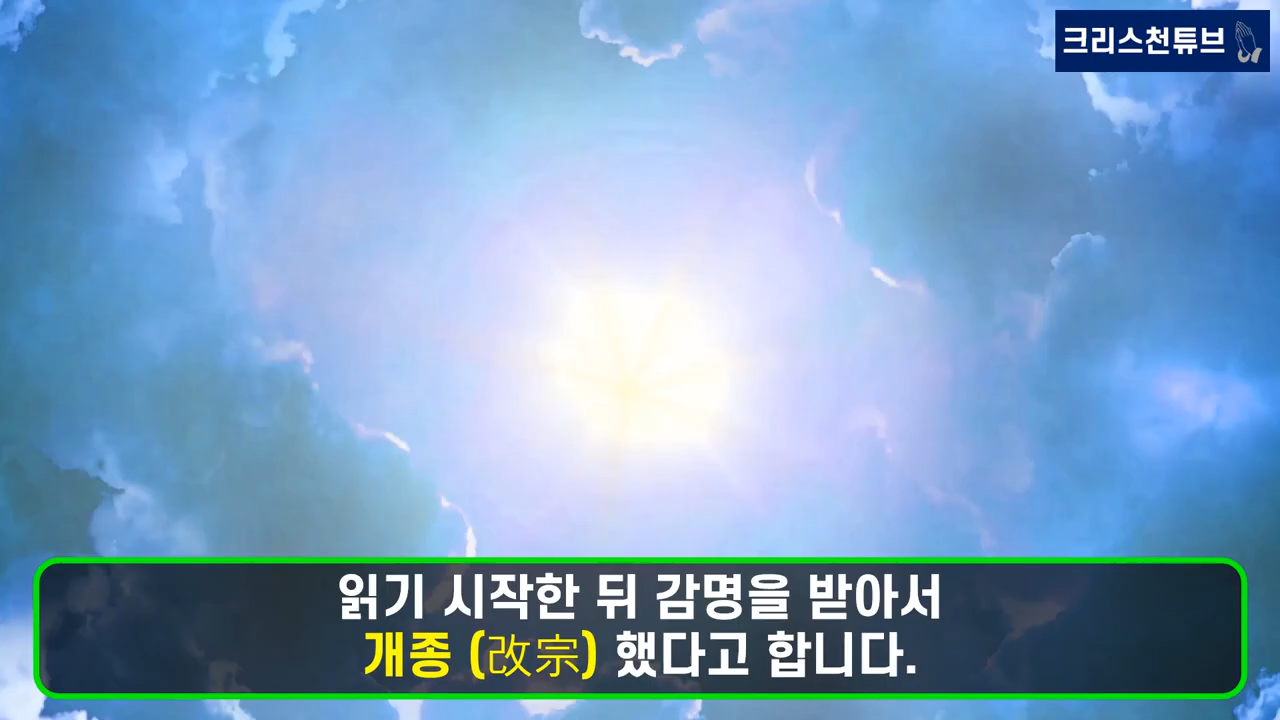 크리스천튜브
읽기 시작한 뒤 감명을 받아서
개종 (改宗) 했다고 합니다.